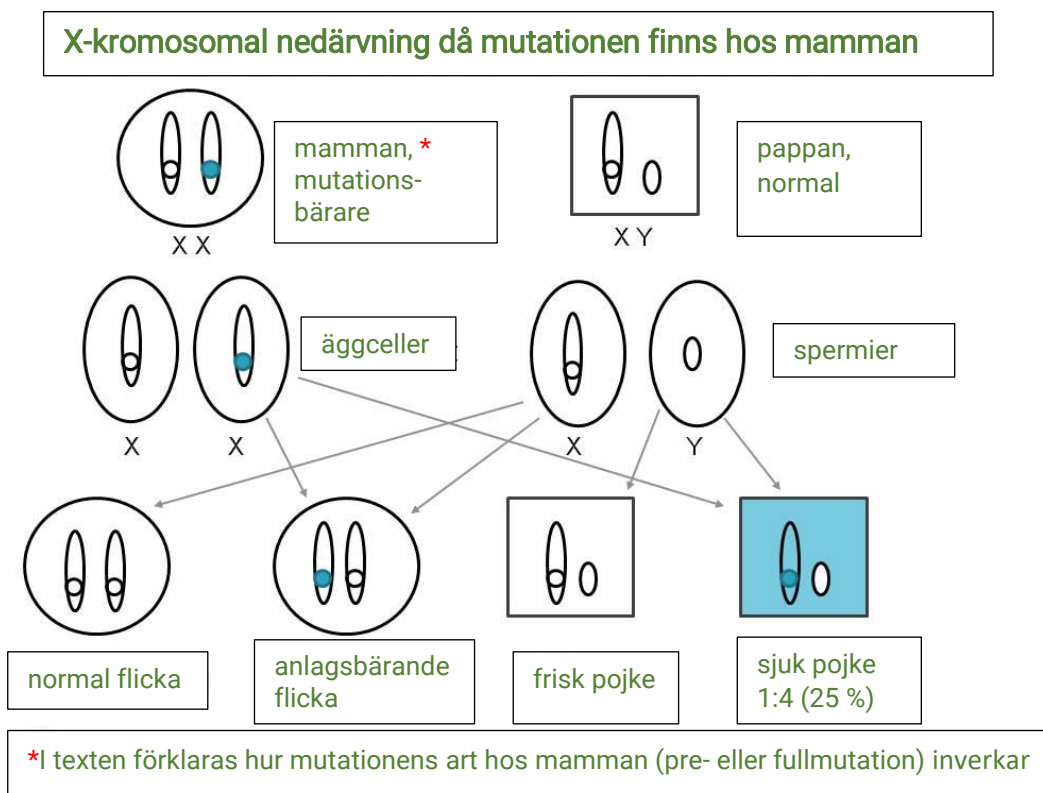 X-kromosomal nedärvning då mutationen finns hos mamman
mamman, *
mutations-
bärare
pappan,
normal
X X
X Y
äggceller
spermier
X
X
X
Y
normal flicka
anlagsbärande
flicka
frisk pojke
sjuk pojke
1:4 (25 %)
*I texten förklaras hur mutationens art hos mamman (pre- eller fullmutation) inverkar